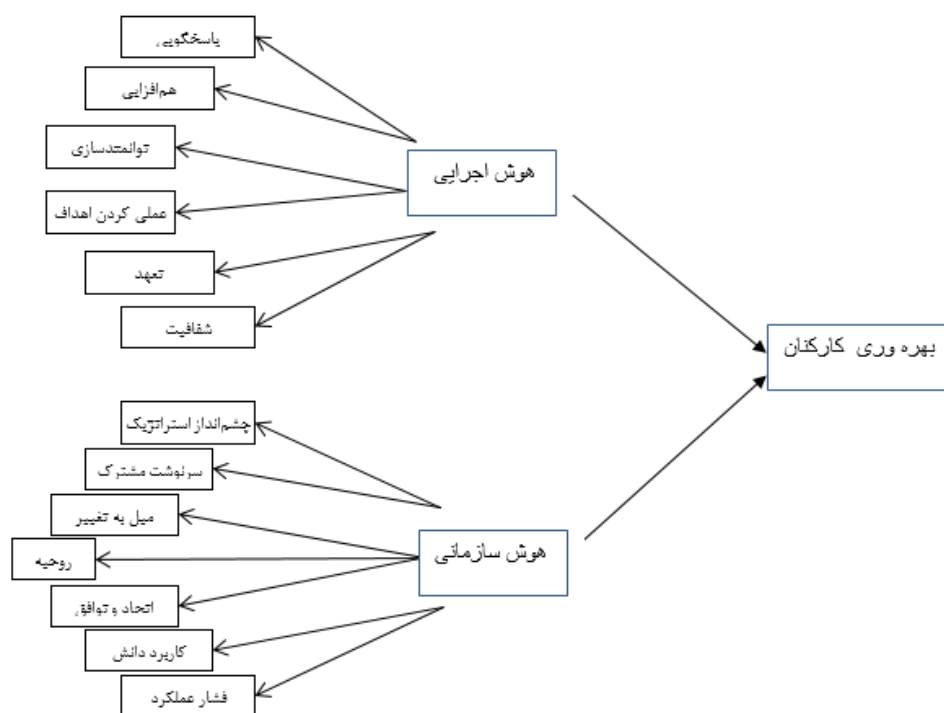 پاسخگویی
هم‌افزایی
توانمندسازی
عملی کردن اهداف
تعهد
شفافیت
هوش اجرایی
بهره وری کارکنان
چشم‌انداز استراتژیک
سرنوشت مشترک
میل به تغییر
روحیه
اتحاد و توافق
کاربرد دانش
فشار عملکرد
هوش سازمانی